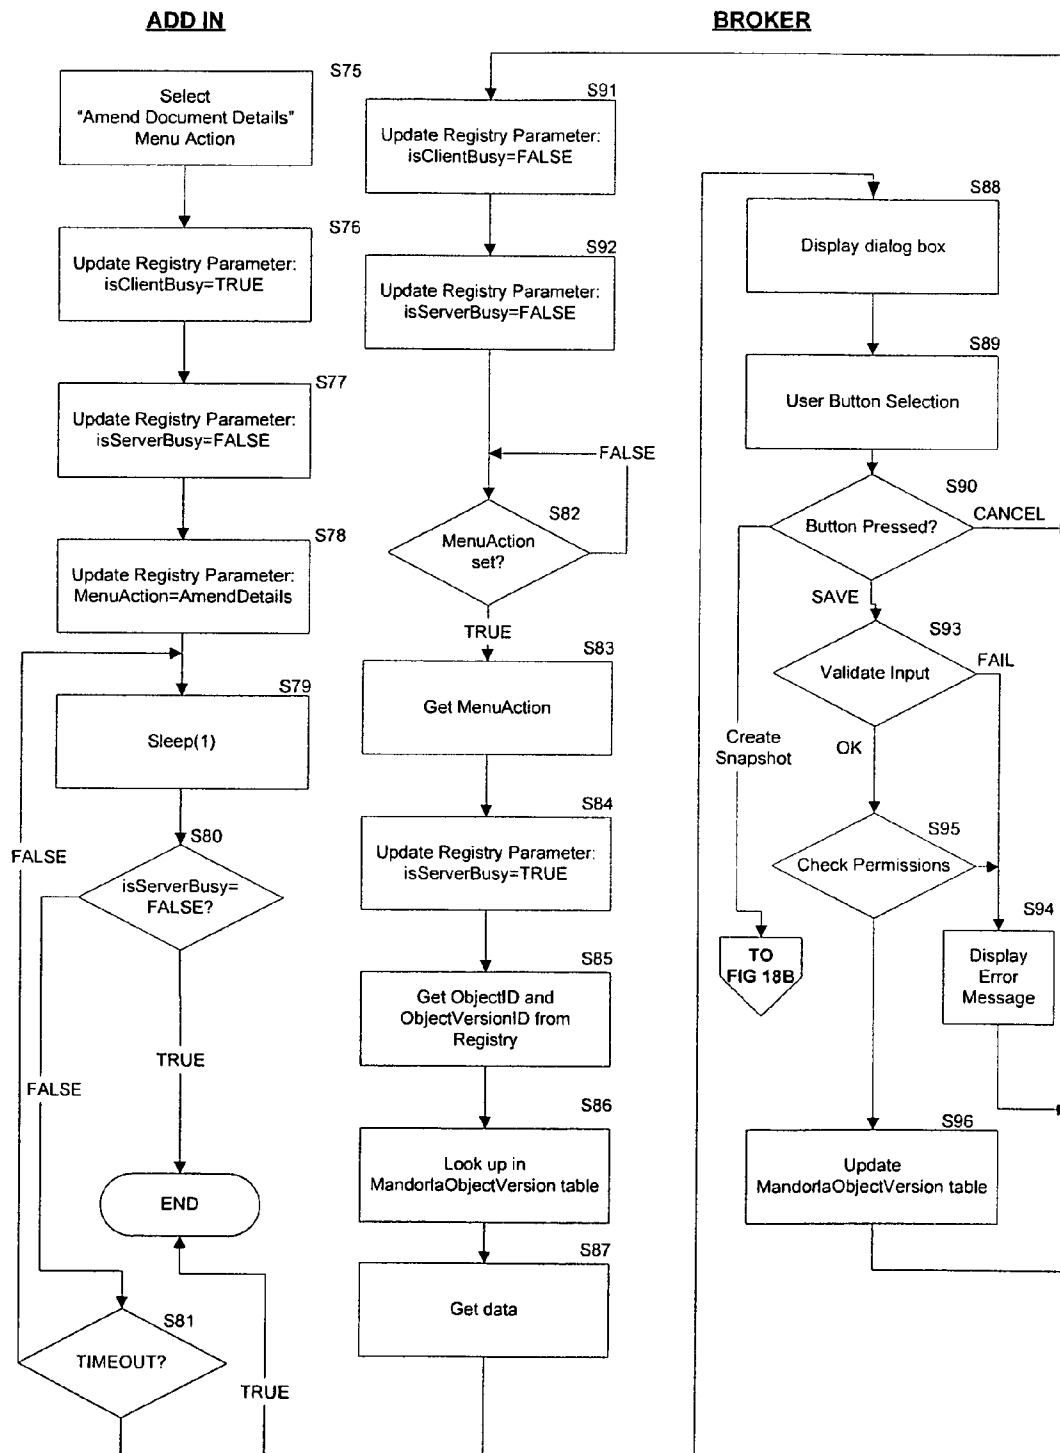 ADD IN
BROKER
S75
Select
"Amend Document Details"
Menu Action
S76
Update Registry Parameter:
isClientBusy=TRUE
S77
Update Registry Parameter:
isServerBusy=FALSE
S78
Update Registry Parameter:
MenuAction=AmendDetails
S79
Sleep(1)
S80
FALSE
isServerBusy=
FALSE?
TRUE
FALSE
END
S81
TIMEOUT?
TRUE
S91
Update Registry Parameter:
isClientBusy=FALSE
S92
Update Registry Parameter:
isServerBusy=FALSE
FALSE
S82
MenuAction
set?
TRUE
S83
Get MenuAction
S84
Update Registry Parameter:
isServerBusy=TRUE
S85
Get ObjectID and
ObjectVersionID from
Registry
S86
Look up in
MandorlaObjectVersion table
S87
Get data
S88
Display dialog box
S89
User Button Selection
S90
Button Pressed?
CANCEL
SAVE
S93
Validate Input
FAIL
Create
Snapshot
OK
S95
Check Permissions
TO
FIG 18B
S94
Display
Error
Message
S96
Update
MandorlaObjectVersion table